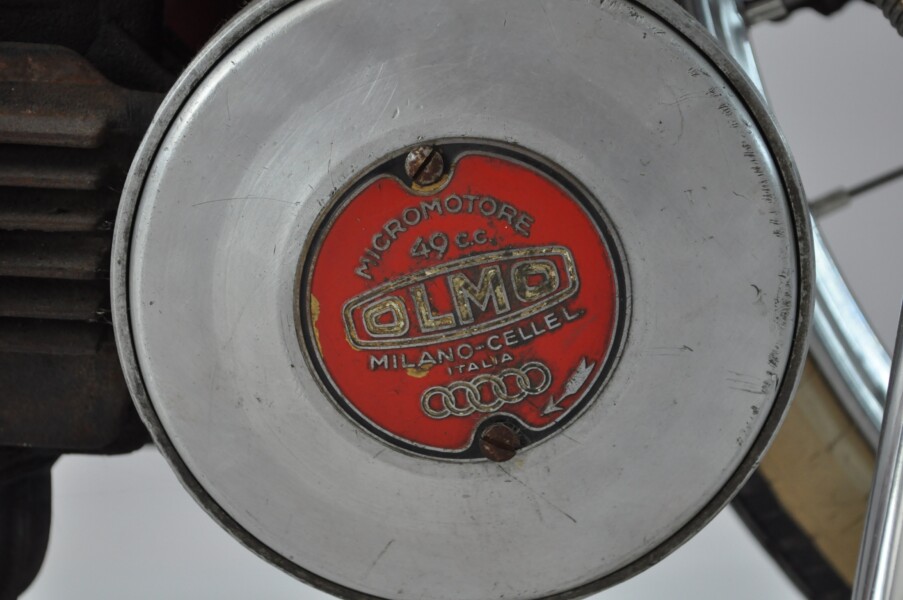 MICROMOTORE
49 c.c.
OLMO
MILANO-CELLEL.
ITALIA